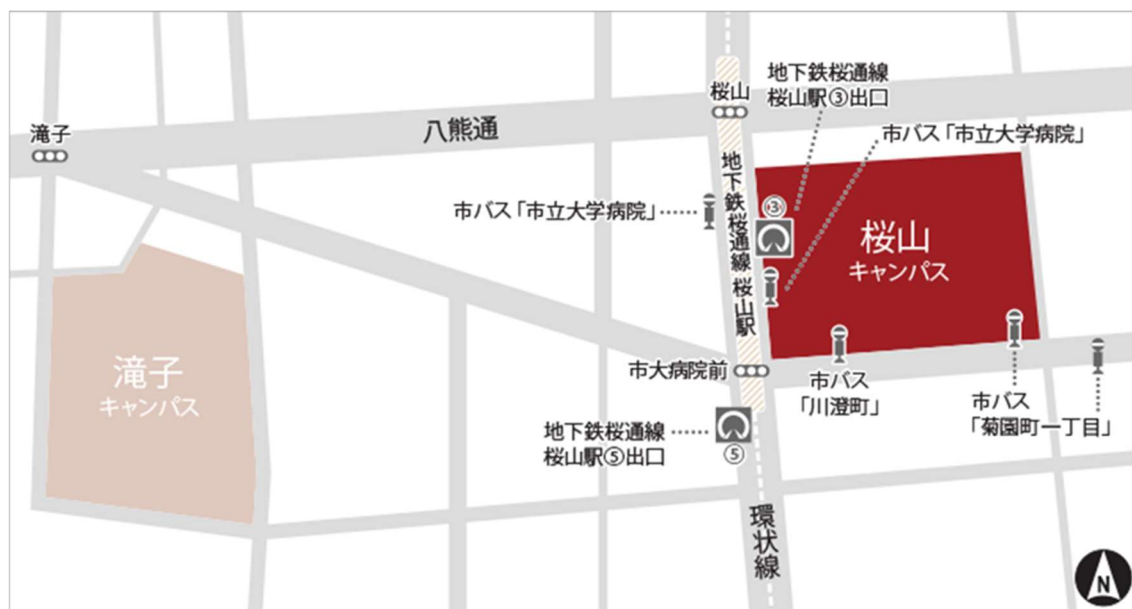 地下鉄桜通線
桜山駅③出口
桜山
八熊通
滝子
市バス「市立大学病院」
市バス「市立大学病院」
③
地下鉄桜通線 桜山駅
桜山
キャンパス
滝子
キャンパス
市大病院前
市バス
「川澄町」
市バス
「菊園町一丁目」
地下鉄桜通線
桜山駅⑤出口
⑤
環状線
N